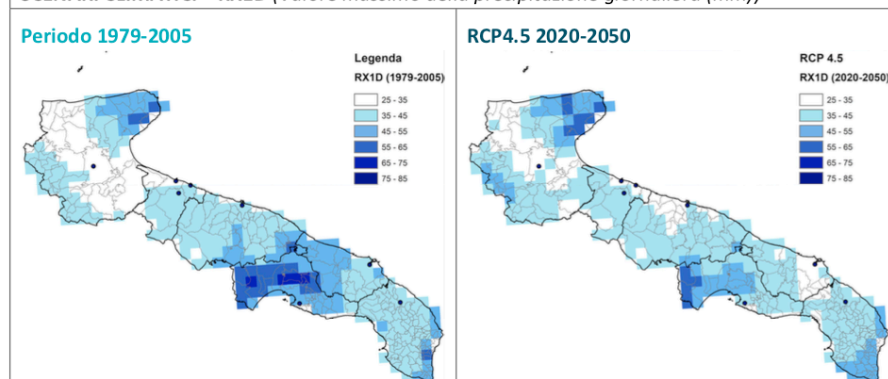 Periodo 1979-2005
Legenda
RX1D (1979-2005)
25 - 35
35 - 45
45 - 55
55 - 65
65 - 75
75 - 85
RCP4.5 2020-2050
RCP 4.5
RX1D (2020-2050)
25 - 35
35 - 45
45 - 55
55 - 65
65 - 75
75 - 85